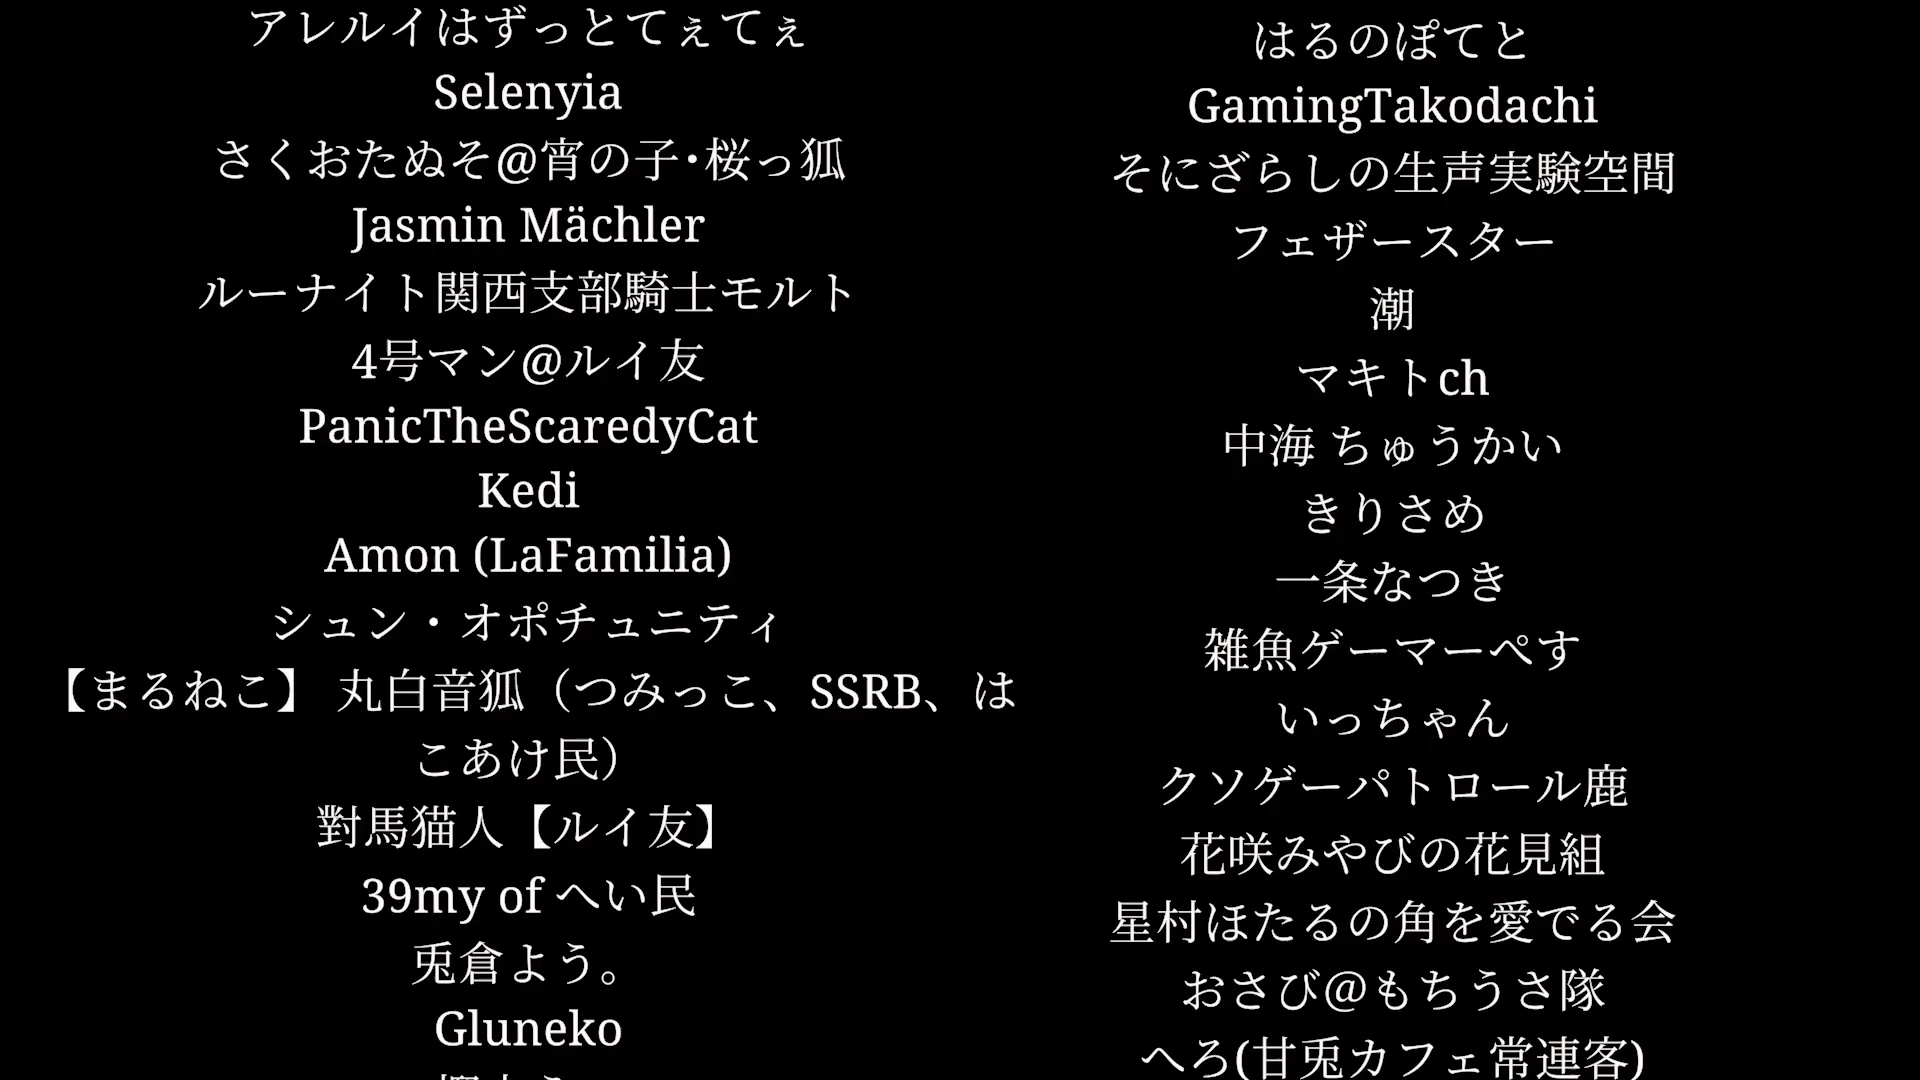 アレルイはずっとてぇてぇ
Selenyia
さくおたぬそ@宵の子･桜っ狐
Jasmin Mächler
ルーナイト関西支部騎士モルト
4号マン@ルイ友
PanicTheScaredyCat
Kedi
Amon (LaFamilia)
シュン・オポチュニティ
【まるねこ】 丸白音狐（つみっこ、SSRB、は
こあけ民）
對馬猫人【ルイ友】
39my of へい民
兎倉よう。
Gluneko
はるのぽてと
GamingTakodachi
そにざらしの生声実験空間
フェザースター
潮
マキトch
中海 ちゅうかい
きりさめ
一条なつき
雑魚ゲーマーぺす
いっちゃん
クソゲーパトロール鹿
花咲みやびの花見組
星村ほたるの角を愛でる会
おさび@もちうさ隊
へろ(甘兎カフェ常連客)